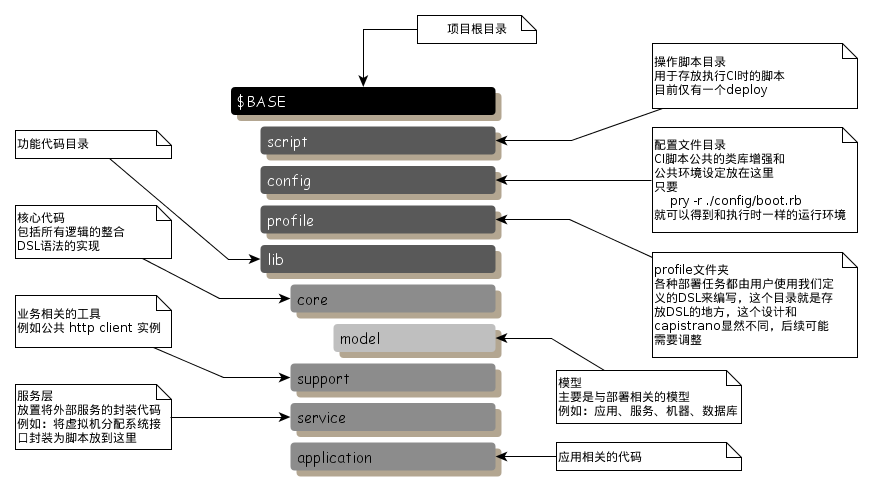 项目根目录
$BASE
操作脚本目录
用于存放执行CI时的脚本
目前仅有一个deploy
script
功能代码目录
配置文件目录
CI脚本公共的类库增强和
公共环境设定放在这里
只要
pry -r ./config/boot.rb
就可以得到和执行时一样的运行环境
config
profile
核心代码
包括所有逻辑的整合
DSL语法的实现
lib
profile文件夹
各种部署任务都由用户使用我们定
义的DSL来编写，这个目录就是存
放DSL的地方，这个设计和
capistrano显然不同，后续可能
需要调整
core
业务相关的工具
例如公共 http client 实例
model
support
模型
主要是与部署相关的模型
例如：应用、服务、机器、数据库
服务层
放置将外部服务的封装代码
例如：将虚拟机分配系统接
口封装为脚本放到这里
service
application
应用相关的代码